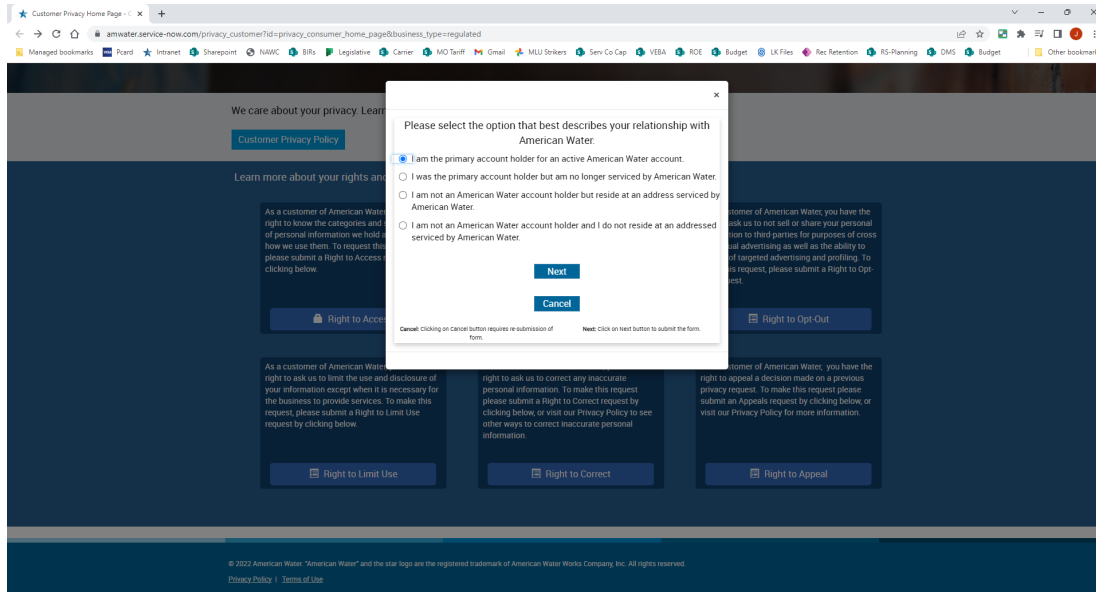 Customer Privacy Home Page - C
amwater.service-now.com/privacy_customer?id=privacy_consumer_home_page&business_type=regulated
Managed bookmarks Pcard Intranet Sharepoint NAWC BIRs Legislative Carrier MO Tariff Gmail MLU Strikers Serv Co Cap VEBA ROE Budget LK Files Rec Retention RS-Planning DMS Budget Other bookmar
We care about your privacy. Learn
Customer Privacy Policy
Learn more about your rights and
×
Please select the option that best describes your relationship with
American Water.
I am the primary account holder for an active American Water account.
I was the primary account holder but am no longer serviced by American Water.
I am not an American Water account holder but reside at an address serviced by
American Water.
I am not an American Water account holder and I do not reside at an addressed
serviced by American Water.
Next
Cancel
Cancel: Clicking on Cancel button requires re-submission of
form.
Next: Click on Next button to submit the form.
As a customer of American Water
right to know the categories and s
of personal information we hold a
how we use them. To request this
please submit a Right to Access r
clicking below.
Right to Acces
stomer of American Water, you have the
ask us to not sell or share your personal
tion to third-parties for purposes of cross
ual advertising as well as the ability to
of targeted advertising and profiling. To
is request, please submit a Right to Opt-
uest.
Right to Opt-Out
As a customer of American Water
right to ask us to limit the use and disclosure of
your information except when it is necessary for
the business to provide services. To make this
request, please submit a Right to Limit Use
request by clicking below.
Right to Limit Use
right to ask us to correct any inaccurate
personal information. To make this request
please submit a Right to Correct request by
clicking below, or visit our Privacy Policy to see
other ways to correct inaccurate personal
information.
Right to Correct
stomer of American Water, you have the
right to appeal a decision made on a previous
privacy request. To make this request please
submit an Appeals request by clicking below, or
visit our Privacy Policy for more information.
Right to Appeal
© 2022 American Water. "American Water" and the star logo are the registered trademark of American Water Works Company, Inc. All rights reserved.
Privacy Policy | Terms of Use